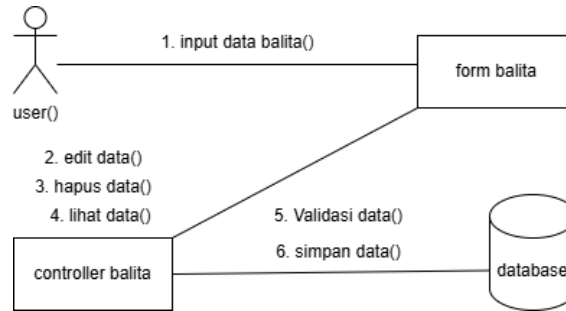 1. input data balita()
form balita
user()
2. edit data()
3. hapus data()
4. lihat data()
5. Validasi data()
6. simpan data()
controller balita
database